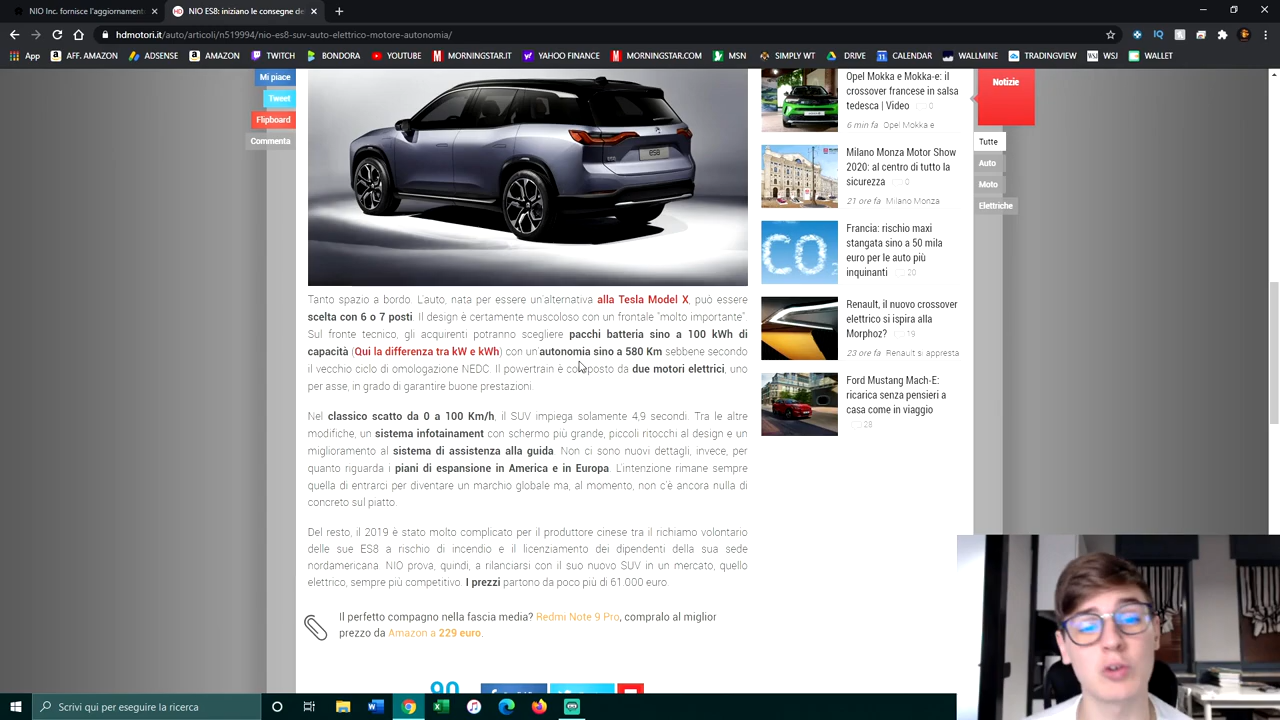 NIO Inc. fornisce l'aggiornament
NIO ES8: iniziano le consegne de
hdmotori.it/auto/articoli/n519994/nio-es8-suv-auto-elettrico-motore-autonomia/
App
AFF. AMAZON
ADSENSE
TWITCH
BONDORA
YOUTUBE
MORNINGSTAR.IT
YAHOO FINANCE
MORNINGSTAR.COM
MSN
SIMPLY WT
DRIVE
CALENDAR
WALLMINE
TRADINGVIEW
WSJ
WALLET
Mi piace
Tweet
Flipboard
Commenta
ES8
Tanto spazio a bordo. L'auto, nata per essere un'alternativa alla Tesla Model X, può essere
scelta con 6 o 7 posti. Il design è certamente muscoloso con un frontale "molto importante".
Sul fronte tecnico, gli acquirenti potranno scegliere pacchi batteria sino a 100 kWh di
capacità (Qui la differenza tra kW e kWh) con un'autonomia sino a 580 Km sebbene secondo
il vecchio ciclo di omologazione NEDC. Il powertrain è composto da due motori elettrici, uno
per asse, in grado di garantire buone prestazioni.
Nel classico scatto da 0 a 100 Km/h, il SUV impiega solamente 4,9 secondi. Tra le altre
modifiche, un sistema infotainament con schermo più grande, piccoli ritocchi al design e un
miglioramento al sistema di assistenza alla guida. Non ci sono nuovi dettagli, invece, per
quanto riguarda i piani di espansione in America e in Europa. L'intenzione rimane sempre
quella di entrarci per diventare un marchio globale ma, al momento, non c'è ancora nulla di
concreto sul piatto.
Del resto, il 2019 è stato molto complicato per il produttore cinese tra il richiamo volontario
delle sue ES8 a rischio di incendio e il licenziamento dei dipendenti della sua sede
nordamericana. NIO prova, quindi, a rilanciarsi con il suo nuovo SUV in un mercato, quello
elettrico, sempre più competitivo. I prezzi partono da poco più di 61.000 euro.
Il perfetto compagno nella fascia media? Redmi Note 9 Pro, compralo al miglior
prezzo da Amazon a 229 euro.
Opel Mokka e Mokka-e: il
crossover francese in salsa
tedesca | Video 0
6 min fa Opel Mokka e
Milano Monza Motor Show
2020: al centro di tutto la
sicurezza 0
21 ore fa Milano Monza
CO
Francia: rischio maxi
stangata sino a 50 mila
euro per le auto più
inquinanti 20
Renault, il nuovo crossover
elettrico si ispira alla
Morphoz? 19
23 ore fa Renault si appresta
Ford Mustang Mach-E:
ricarica senza pensieri a
casa come in viaggio
28
Notizie
Tutte
Auto
Moto
Elettriche
Scrivi qui per eseguire la ricerca